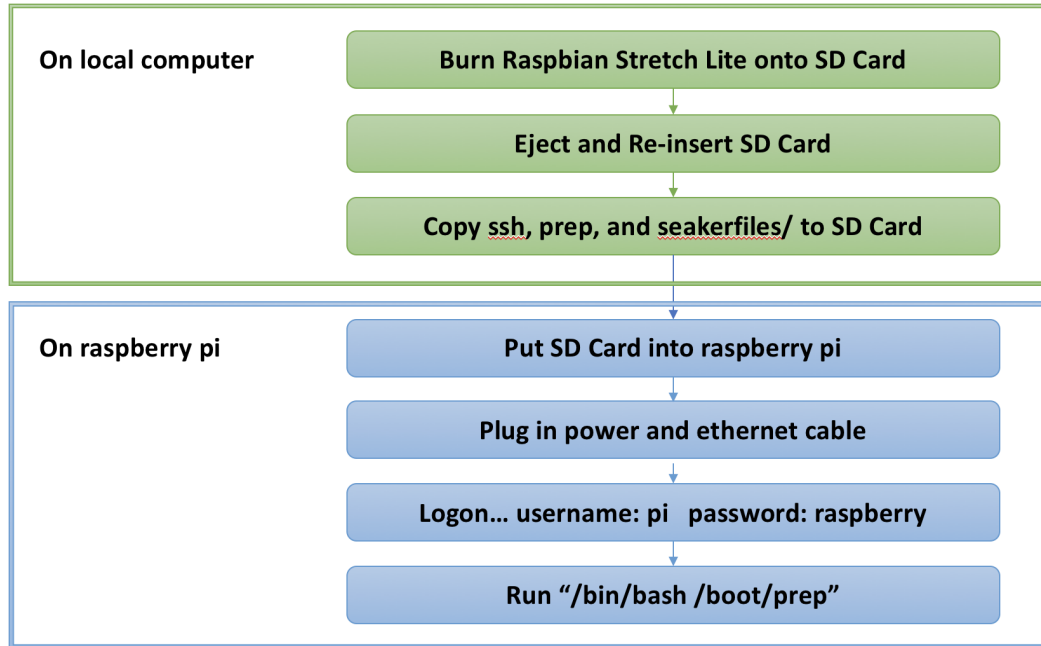 On local computer
Burn Raspbian Stretch Lite onto SD Card
Eject and Re-insert SD Card
Copy ssh, prep, and seakerfiles/ to SD Card
On raspberry pi
Put SD Card into raspberry pi
Plug in power and ethernet cable
Logon… username: pi   password: raspberry
Run “/bin/bash /boot/prep”